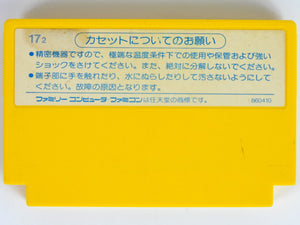 17₂
カセットについてのお願い
●精密機器ですので、極端な温度条件下での使用や保管および強い
ショックをさけてください。また、絶対に分解しないでください。
●端子部に手を触れたり、水にぬらしたりして汚さないようにして
ください。故障の原因となります。
ファミリーコンピュータ・ファミコンは任天堂の商標です。
860410